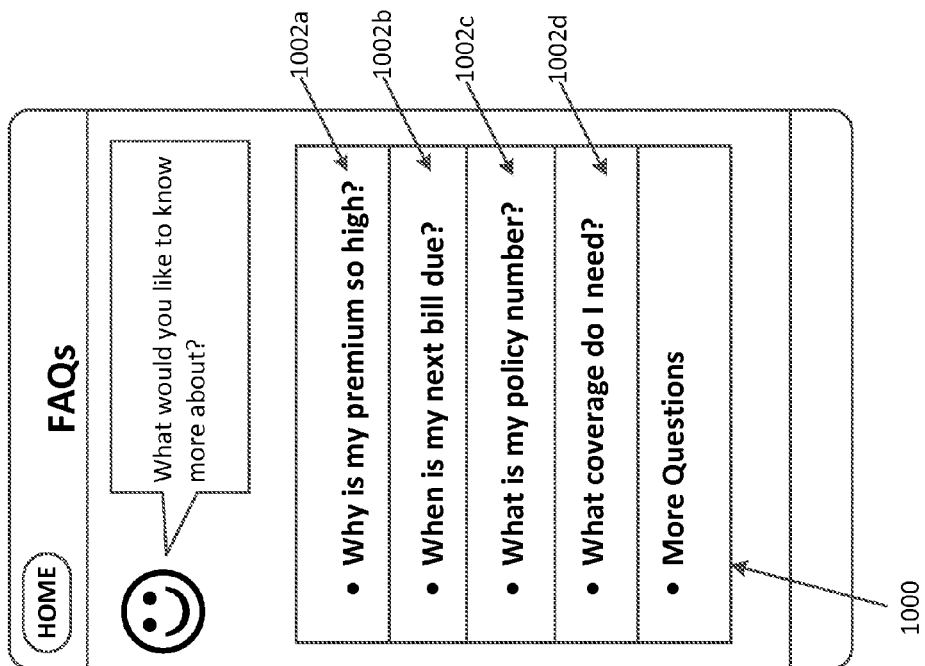 HOME
FAQs
What would you like to know
more about?
• Why is my premium so high?
• When is my next bill due?
• What is my policy number?
• What coverage do I need?
• More Questions
1002a
1002b
1002c
1002d
1000